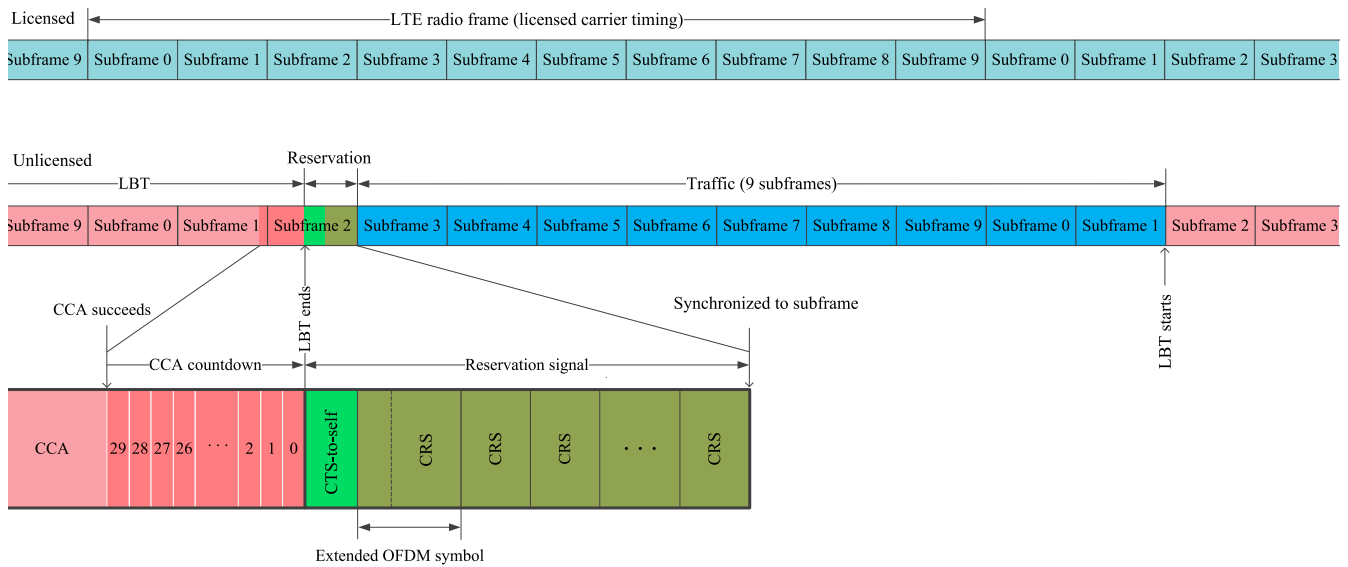 Licensed
LTE radio frame (licensed carrier timing)
Subframe 9 Subframe 0 Subframe 1 Subframe 2 Subframe 3 Subframe 4 Subframe 5 Subframe 6 Subframe 7 Subframe 8 Subframe 9 Subframe 0 Subframe 1 Subframe 2 Subframe 3
Unlicensed
Reservation
LBT
Traffic (9 subframes)
Subframe 9 Subframe 0 Subframe 1 Subframe 2 Subframe 3 Subframe 4 Subframe 5 Subframe 6 Subframe 7 Subframe 8 Subframe 9 Subframe 0 Subframe 1 Subframe 2 Subframe 3
CCA succeeds
LBT ends
Synchronized to subframe
LBT starts
CCA countdown
Reservation signal
CCA 29 28 27 26 · · · 2 1 0 CTS-to-self CRS CRS CRS · · · CRS
Extended OFDM symbol